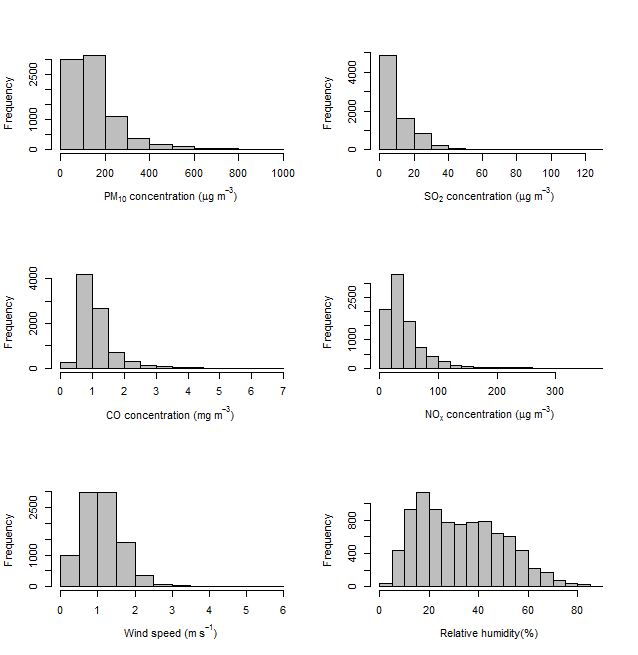 Frequency
2500
1000
0
0 200 400 600 800 1000
PM₁₀ concentration (µg m⁻³)
Frequency
4000
2000
0
0 20 40 60 80 100 120
SO₂ concentration (µg m⁻³)
Frequency
4000
2000
0
0 1 2 3 4 5 6 7
CO concentration (mg m⁻³)
Frequency
2500
1000
0
0 100 200 300
NOₓ concentration (µg m⁻³)
Frequency
2500
1000
0
0 1 2 3 4 5 6
Wind speed (m s⁻¹)
Frequency
800
400
0
0 20 40 60 80
Relative humidity(%)